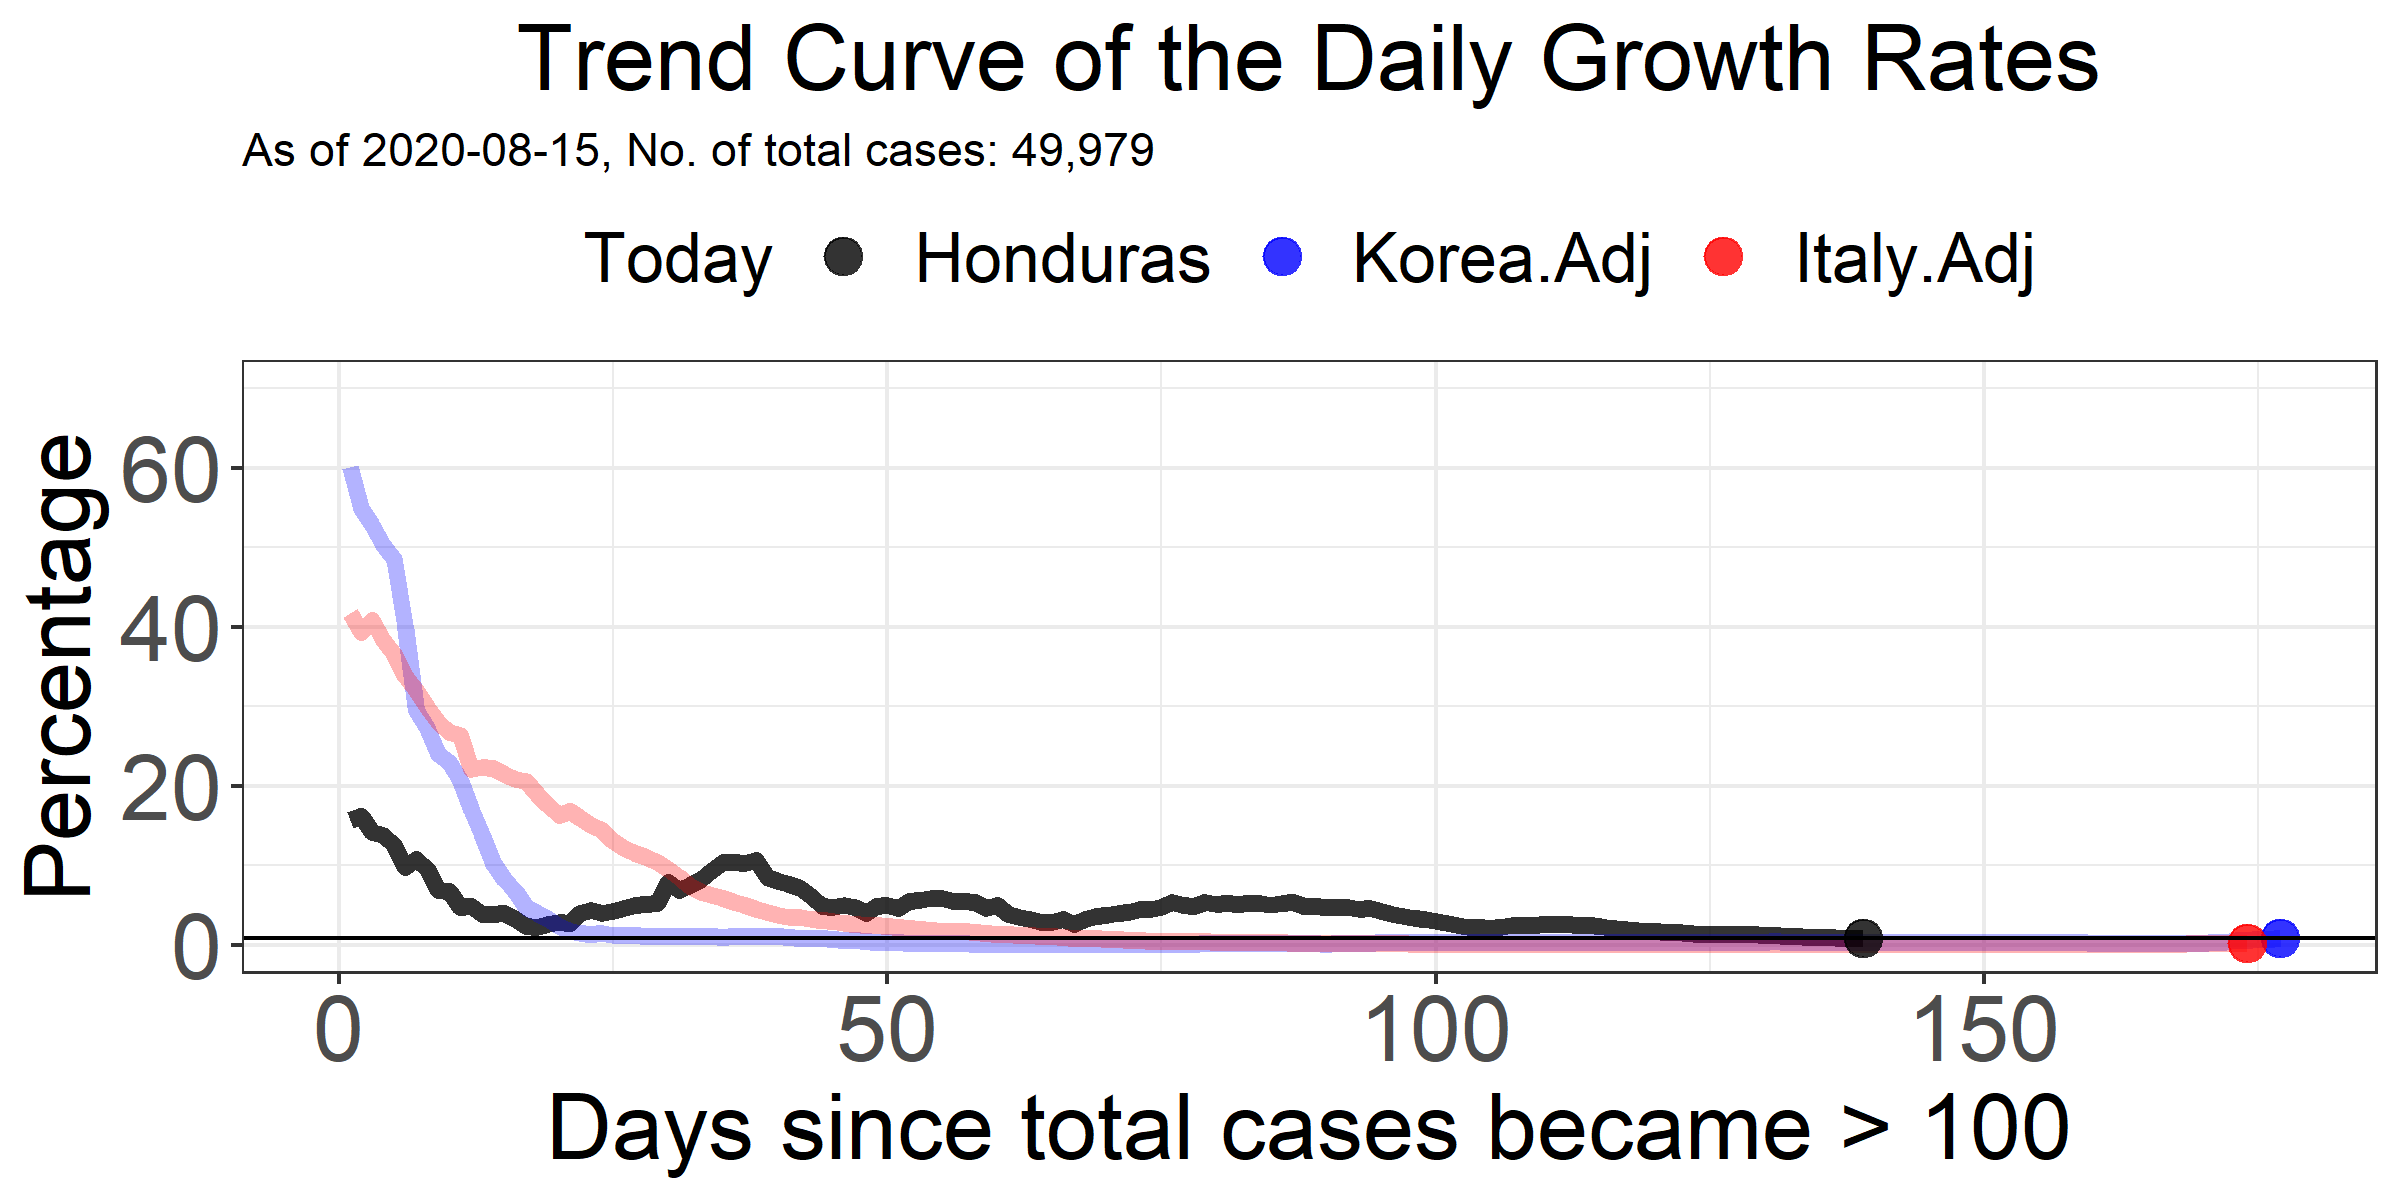 Trend Curve of the Daily Growth Rates
As of 2020-08-15, No. of total cases: 49,979
Today Honduras Korea.Adj Italy.Adj
Percentage
60
40
20
0
0 50 100 150
Days since total cases became > 100